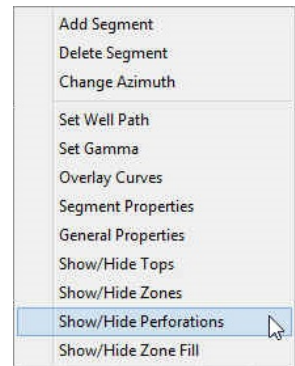 Add Segment
Delete Segment
Change Azimuth
Set Well Path
Set Gamma
Overlay Curves
Segment Properties
General Properties
Show/Hide Tops
Show/Hide Zones
Show/Hide Perforations
Show/Hide Zone Fill